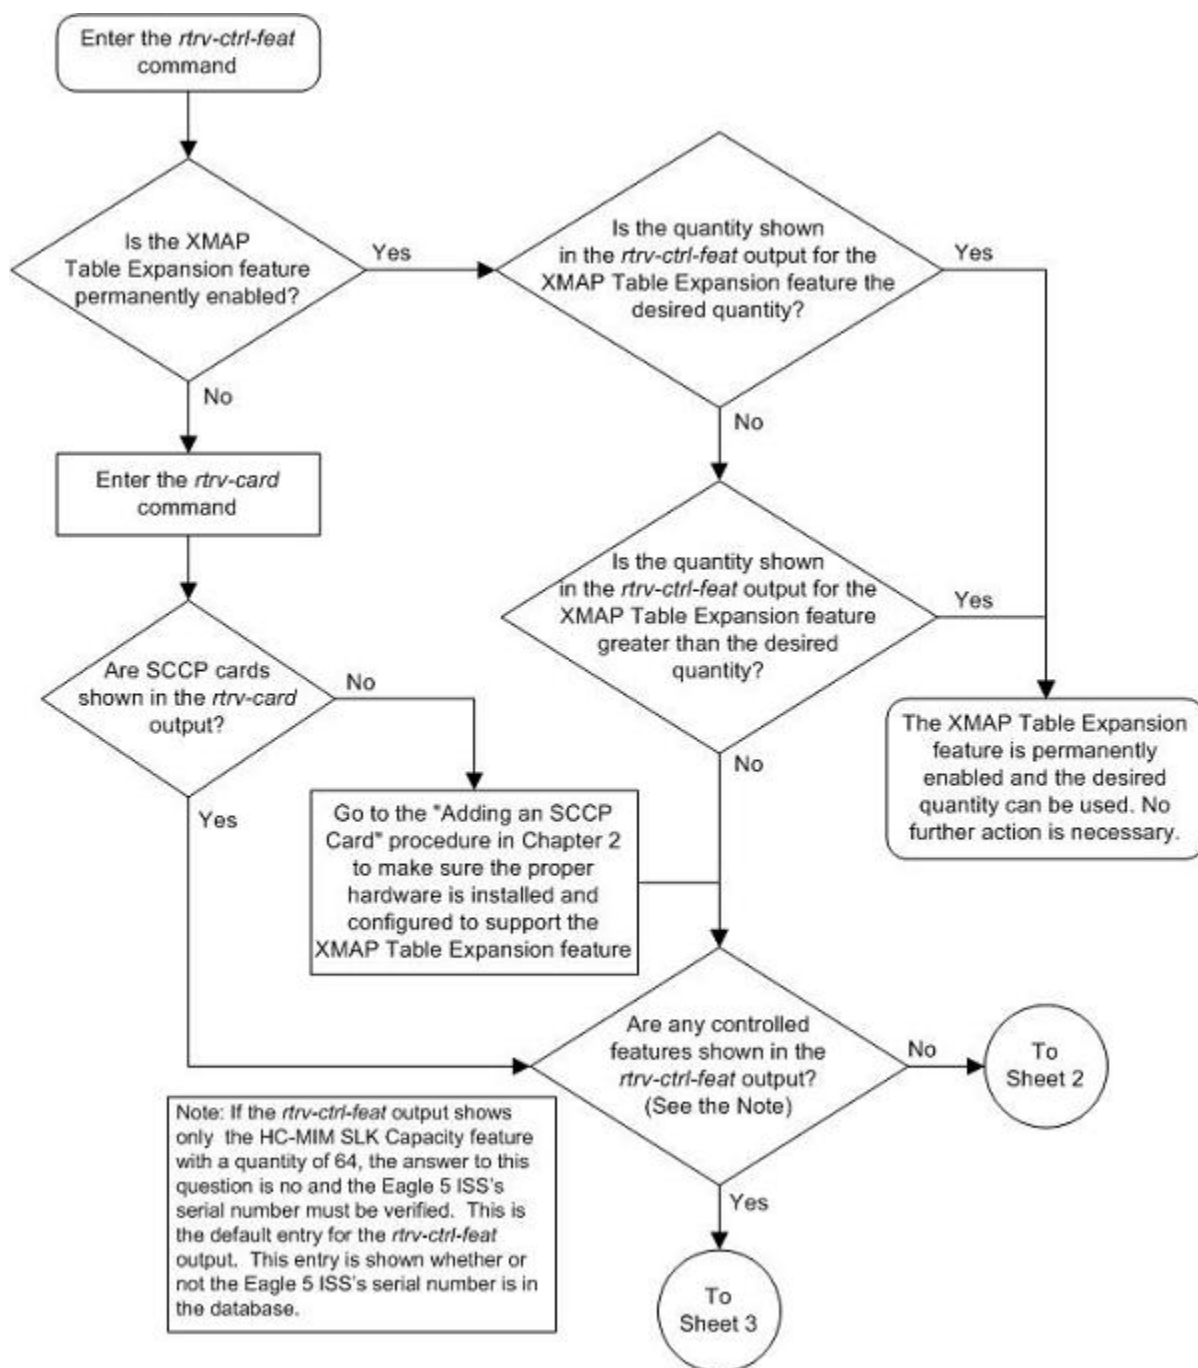 Enter the rtrv-ctrl-feat
command
Is the XMAP
Table Expansion feature
permanently enabled?
Yes
No
Is the quantity shown
in the rtrv-ctrl-feat output for the
XMAP Table Expansion feature the
desired quantity?
Yes
No
Enter the rtrv-card
command
Is the quantity shown
in the rtrv-ctrl-feat output for the
XMAP Table Expansion feature
greater than the desired
quantity?
Yes
No
Are SCCP cards
shown in the rtrv-card
output?
No
Yes
The XMAP Table Expansion
feature is permanently
enabled and the desired
quantity can be used. No
further action is necessary.
Go to the "Adding an SCCP
Card" procedure in Chapter 2
to make sure the proper
hardware is installed and
configured to support the
XMAP Table Expansion feature
Are any controlled
features shown in the
rtrv-ctrl-feat output?
(See the Note)
No
To
Sheet 2
Yes
To
Sheet 3
Note: If the rtrv-ctrl-feat output shows
only the HC-MIM SLK Capacity feature
with a quantity of 64, the answer to this
question is no and the Eagle 5 ISS's
serial number must be verified. This is
the default entry for the rtrv-ctrl-feat
output. This entry is shown whether or
not the Eagle 5 ISS's serial number is in
the database.